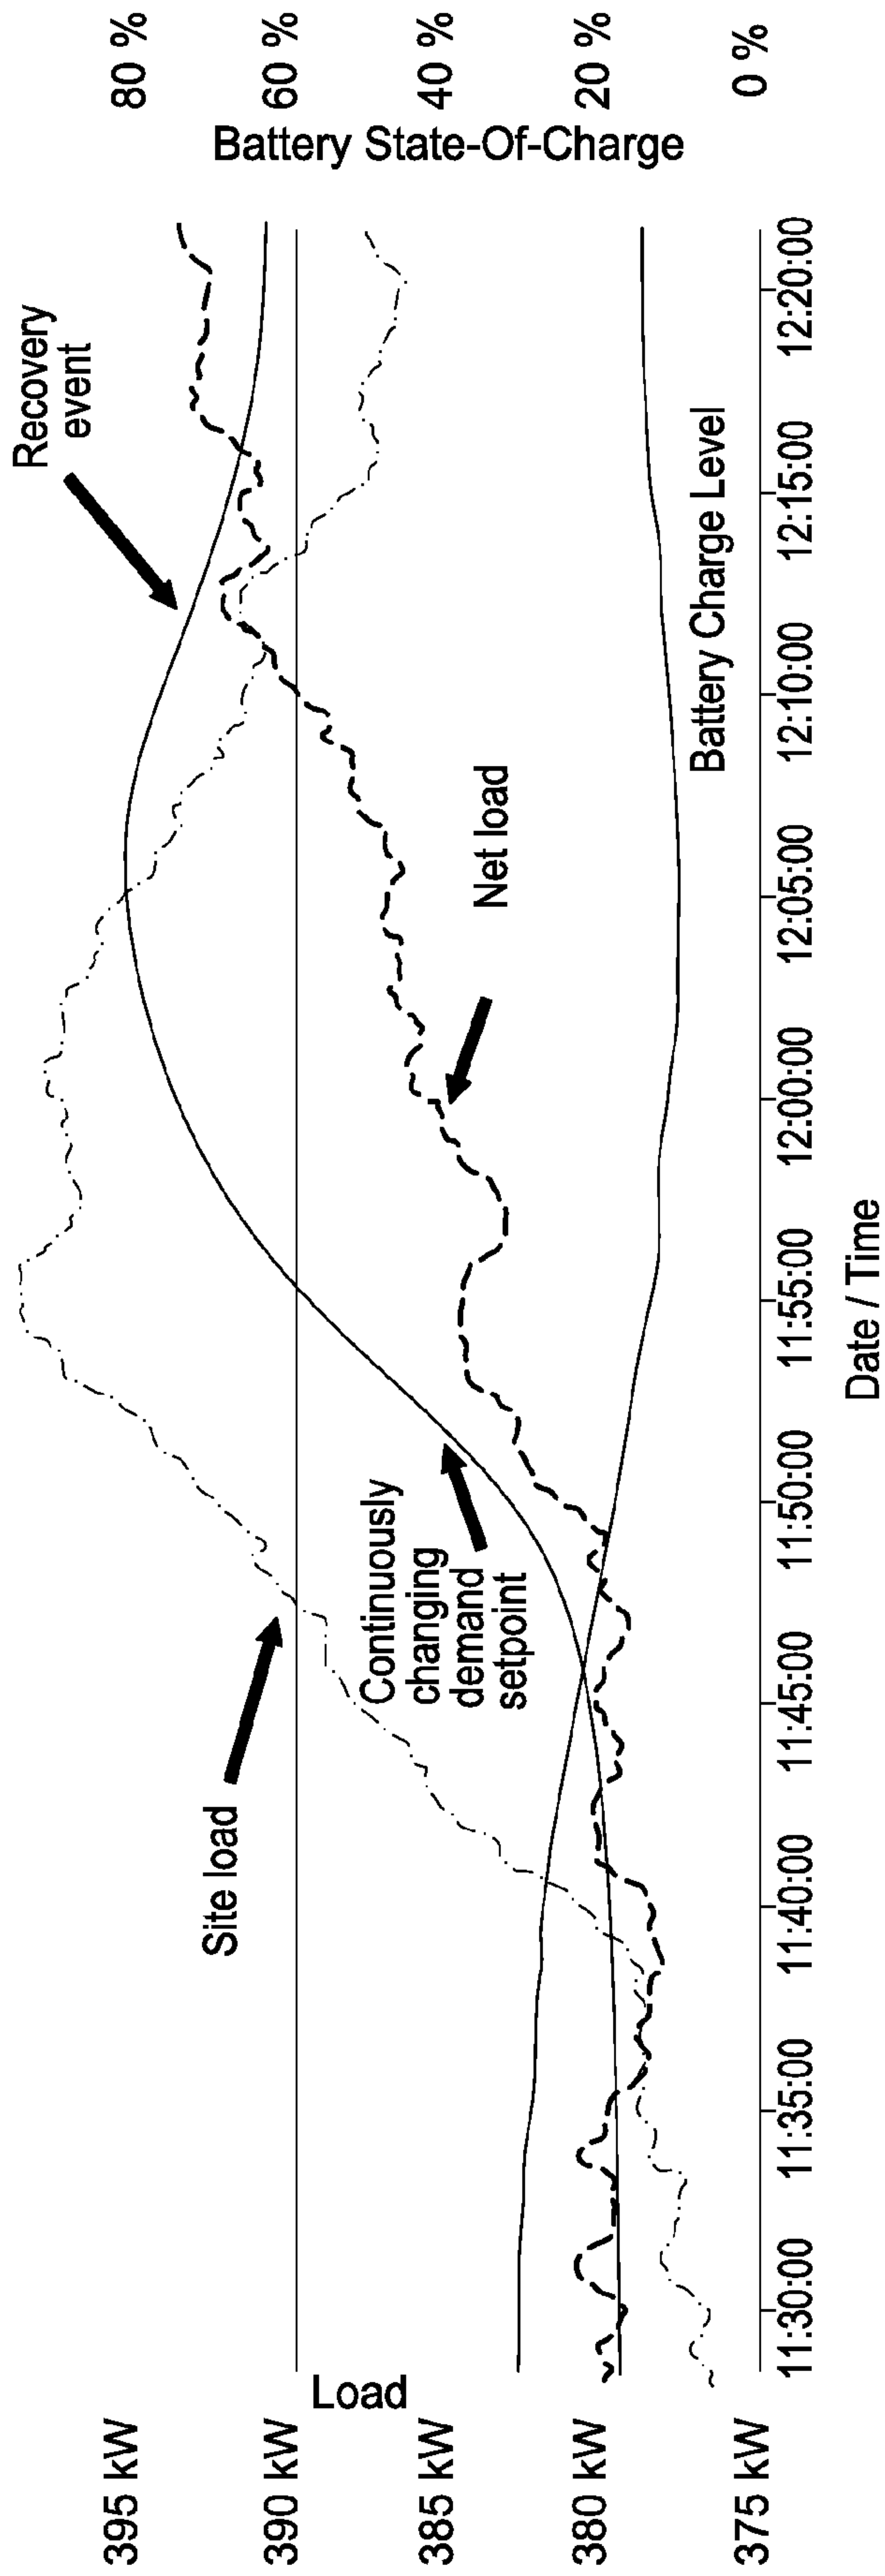 395 kW
390 kW
385 kW
380 kW
375 kW
Load
Site load
Continuously
changing
demand
setpoint
Net load
Recovery
event
Battery Charge Level
80 %
60 %
40 %
20 %
0 %
Battery State-Of-Charge
11:30:00
11:35:00
11:40:00
11:45:00
11:50:00
11:55:00
12:00:00
12:05:00
12:10:00
12:15:00
12:20:00
Date / Time